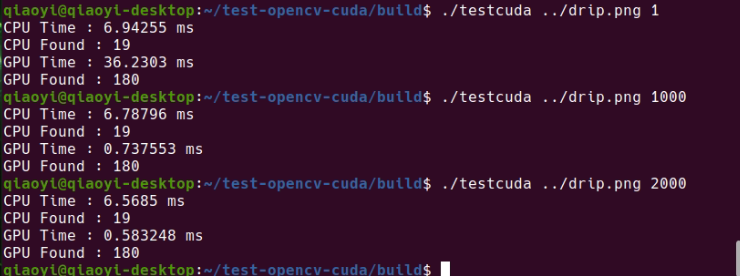 qiaoyi@qiaoyi-desktop:~/test-opencv-cuda/build$ ./testcuda ../drip.png 1
CPU Time : 6.94255 ms
CPU Found : 19
GPU Time : 36.2303 ms
GPU Found : 180
qiaoyi@qiaoyi-desktop:~/test-opencv-cuda/build$ ./testcuda ../drip.png 1000
CPU Time : 6.78796 ms
CPU Found : 19
GPU Time : 0.737553 ms
GPU Found : 180
qiaoyi@qiaoyi-desktop:~/test-opencv-cuda/build$ ./testcuda ../drip.png 2000
CPU Time : 6.5685 ms
CPU Found : 19
GPU Time : 0.583248 ms
GPU Found : 180
qiaoyi@qiaoyi-desktop:~/test-opencv-cuda/build$